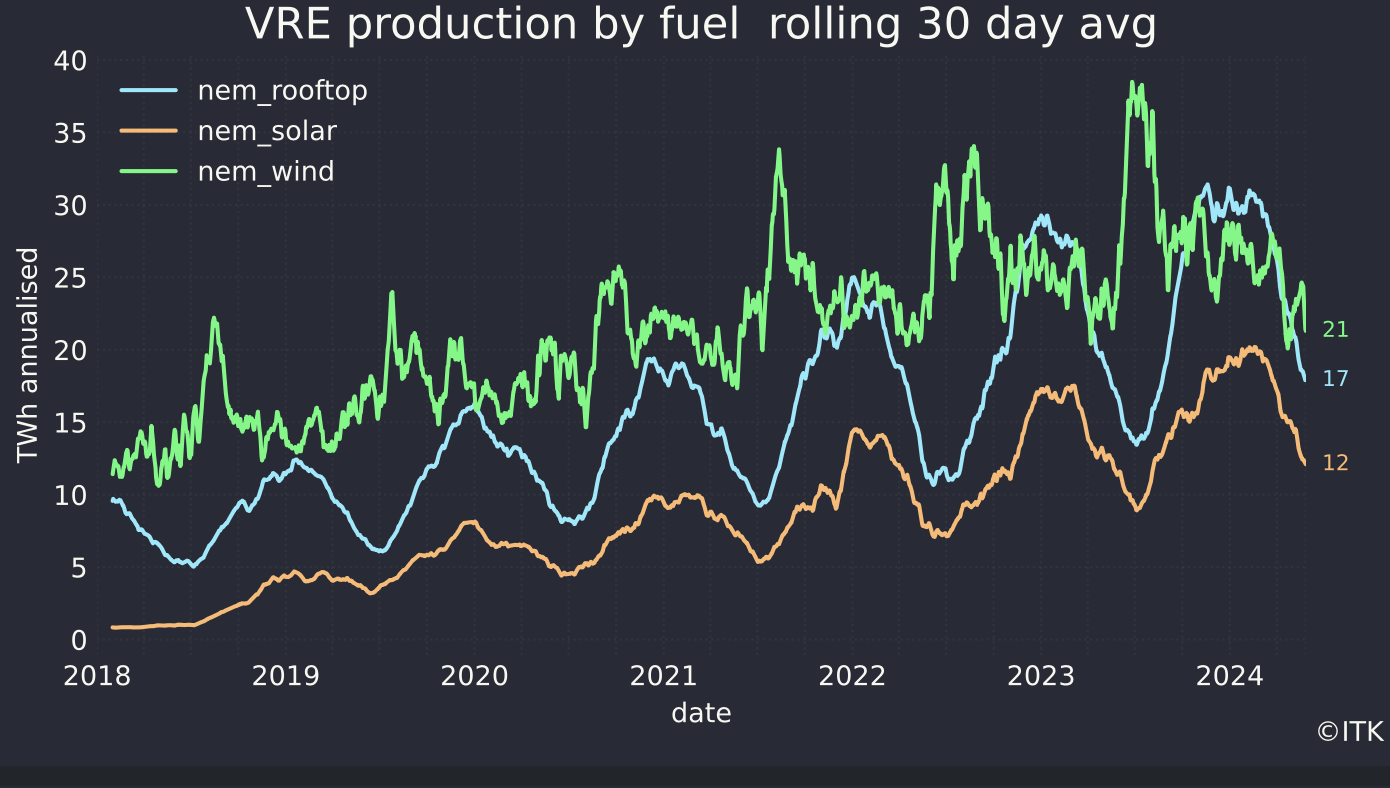 VRE production by fuel  rolling 30 day avg
40
35
30
25
20
15
10
5
0
TWh annualised
nem_rooftop
nem_solar
nem_wind
21
17
12
2018 2019 2020 2021 2022 2023 2024
date
©ITK